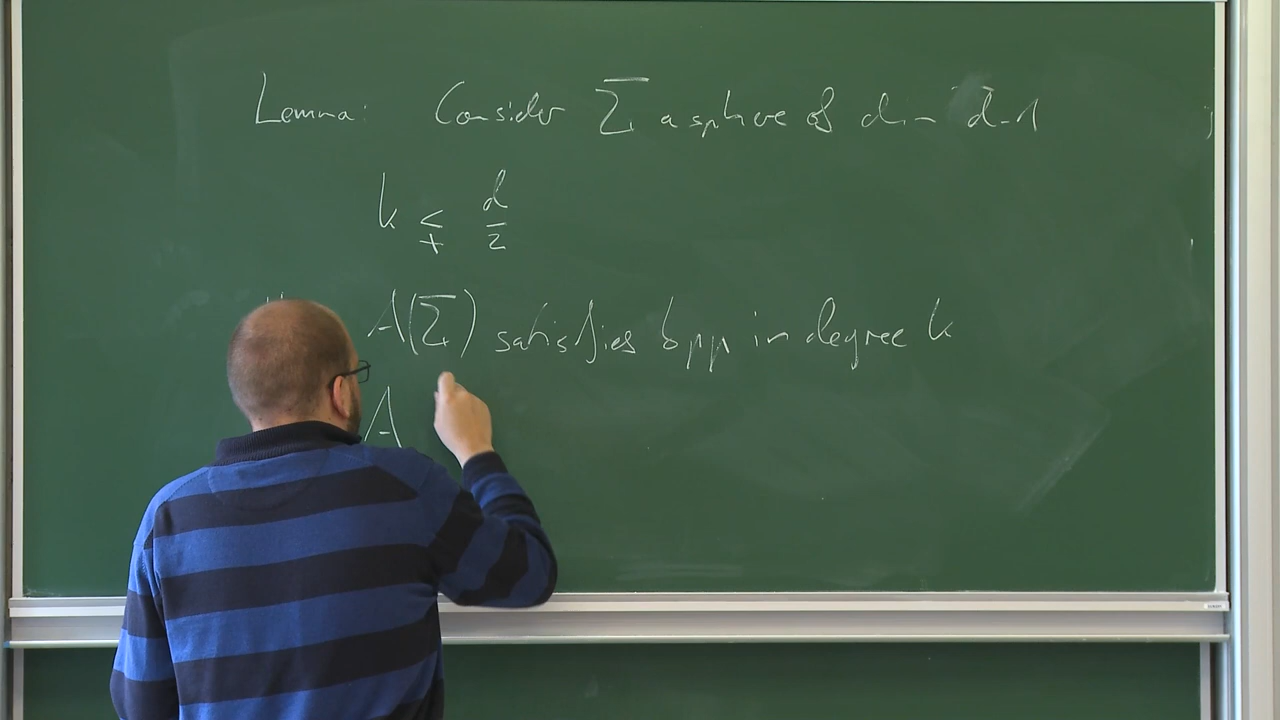 Lemma: Consider Σ a sphere of dim d-1
k ≨ d/2
A(Σ) satisfies bpp in degree k
A